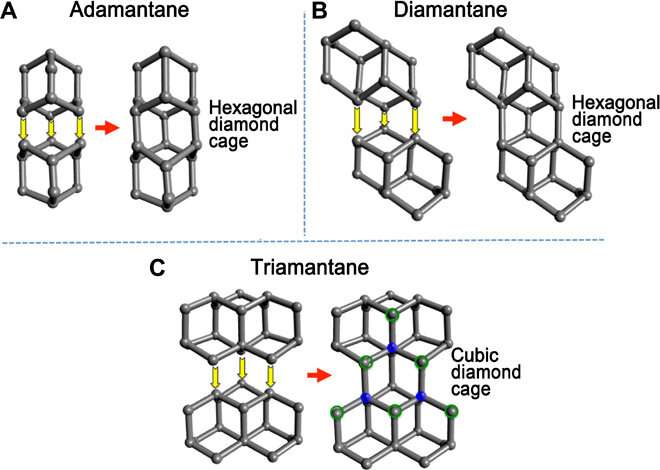 A Adamantane
Hexagonal
diamond
cage
B Diamantane
Hexagonal
diamond
cage
C Triamantane
Cubic
diamond
cage